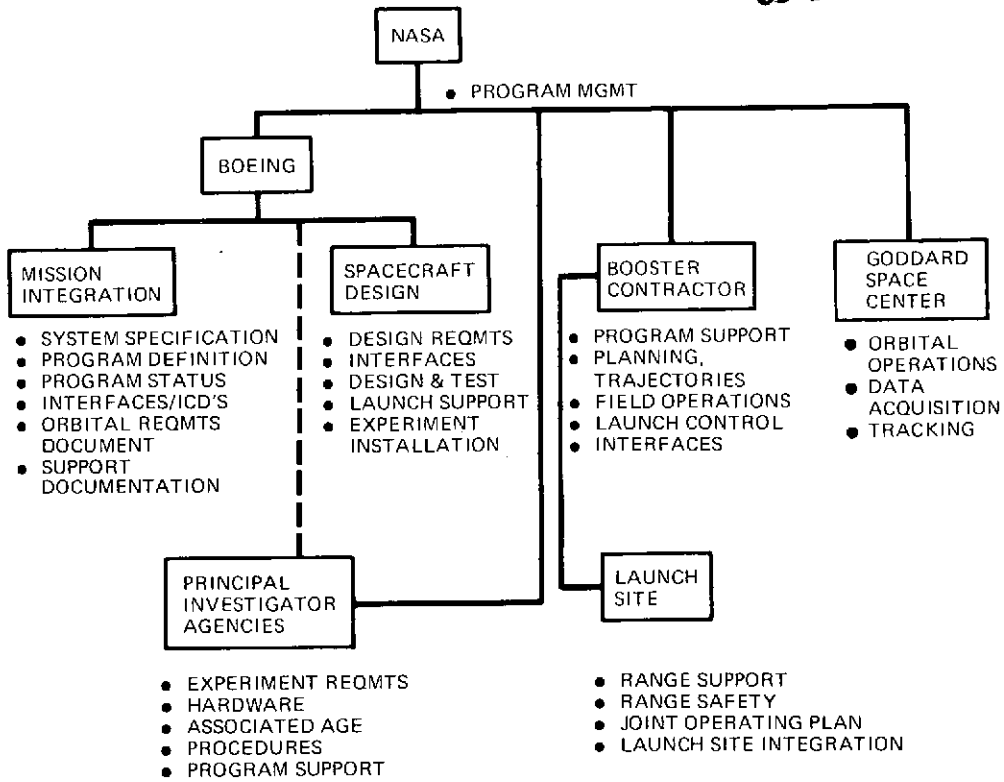 NASA
• PROGRAM MGMT
BOEING
MISSION
INTEGRATION
• SYSTEM SPECIFICATION
• PROGRAM DEFINITION
• PROGRAM STATUS
• INTERFACES/ICD'S
• ORBITAL REQMTS
DOCUMENT
• SUPPORT
DOCUMENTATION
SPACECRAFT
DESIGN
• DESIGN REQMTS
• INTERFACES
• DESIGN & TEST
• LAUNCH SUPPORT
• EXPERIMENT
INSTALLATION
BOOSTER
CONTRACTOR
• PROGRAM SUPPORT
• PLANNING,
TRAJECTORIES
• FIELD OPERATIONS
• LAUNCH CONTROL
• INTERFACES
GODDARD
SPACE
CENTER
• ORBITAL
OPERATIONS
• DATA
ACQUISITION
• TRACKING
PRINCIPAL
INVESTIGATOR
AGENCIES
• EXPERIMENT REQMTS
• HARDWARE
• ASSOCIATED AGE
• PROCEDURES
• PROGRAM SUPPORT
LAUNCH
SITE
• RANGE SUPPORT
• RANGE SAFETY
• JOINT OPERATING PLAN
• LAUNCH SITE INTEGRATION